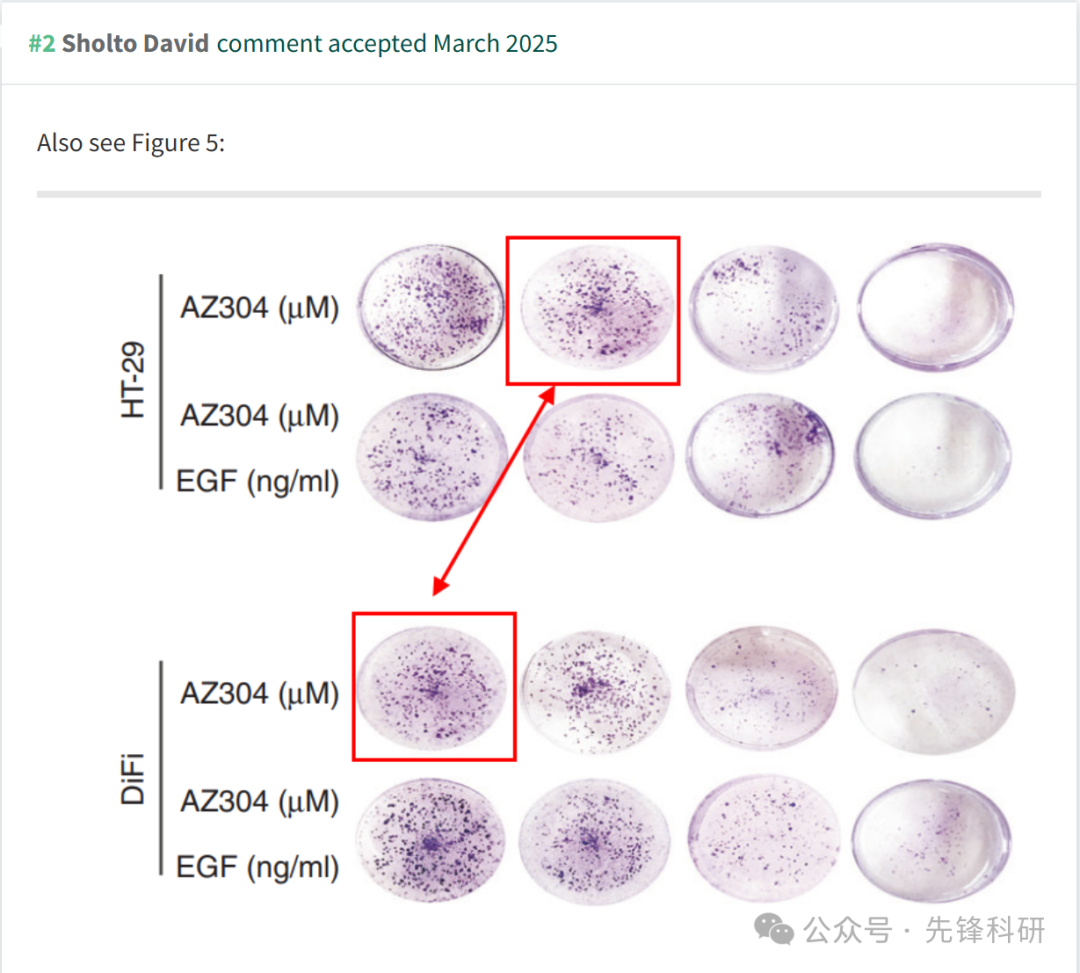 #2 Sholto David comment accepted March 2025
Also see Figure 5:
HT-29
AZ304 (μM)
AZ304 (μM)
EGF (ng/ml)
DiFi
AZ304 (μM)
AZ304 (μM)
EGF (ng/ml)
公众号 · 先锋科研